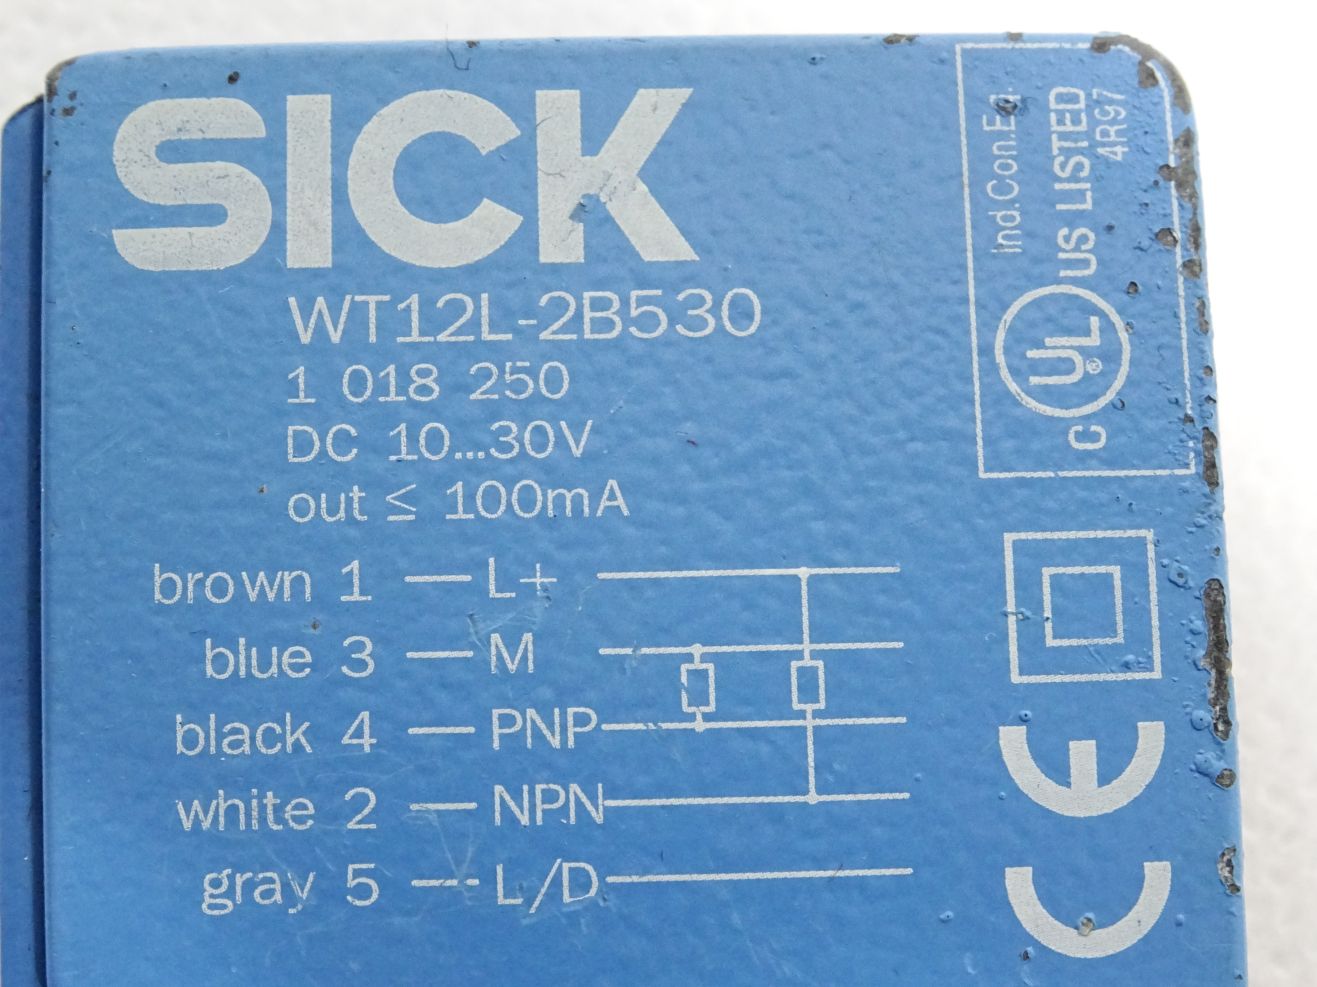 SICK
WT12L-2B530
1 018 250
DC 10...30V
out ≤ 100mA
brown 1 — L+
blue 3 — M
black 4 — PNP
white 2 — NPN
gray 5 — L/D
Ind.Con.Eq.
C UL ® US LISTED
4R97
CE